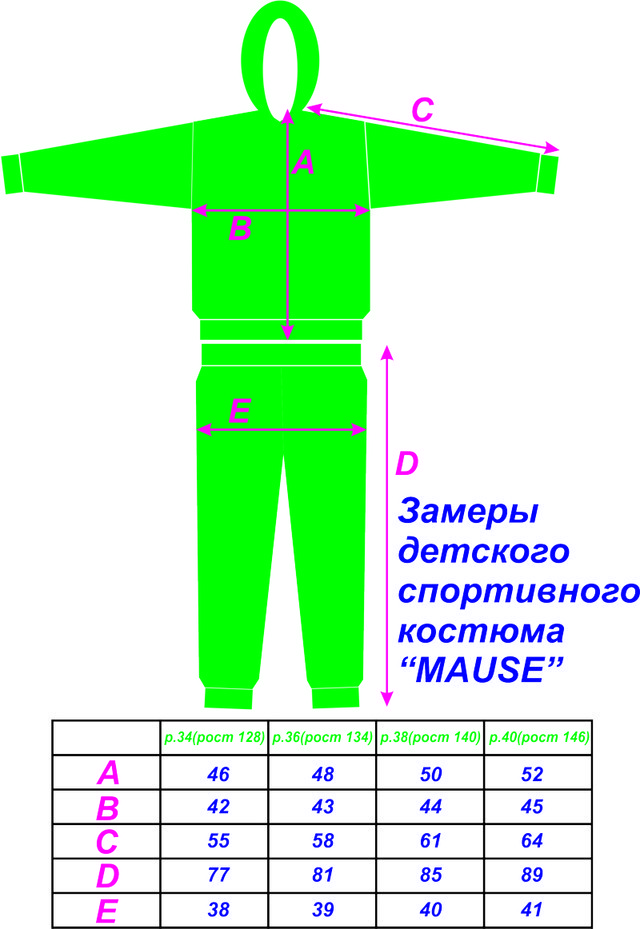 C
A
B
E
D
Замеры
детского
спортивного
костюма
“MAUSE”
р.34(рост 128) р.36(рост 134) р.38(рост 140) р.40(рост 146)
A 46 48 50 52
B 42 43 44 45
C 55 58 61 64
D 77 81 85 89
E 38 39 40 41